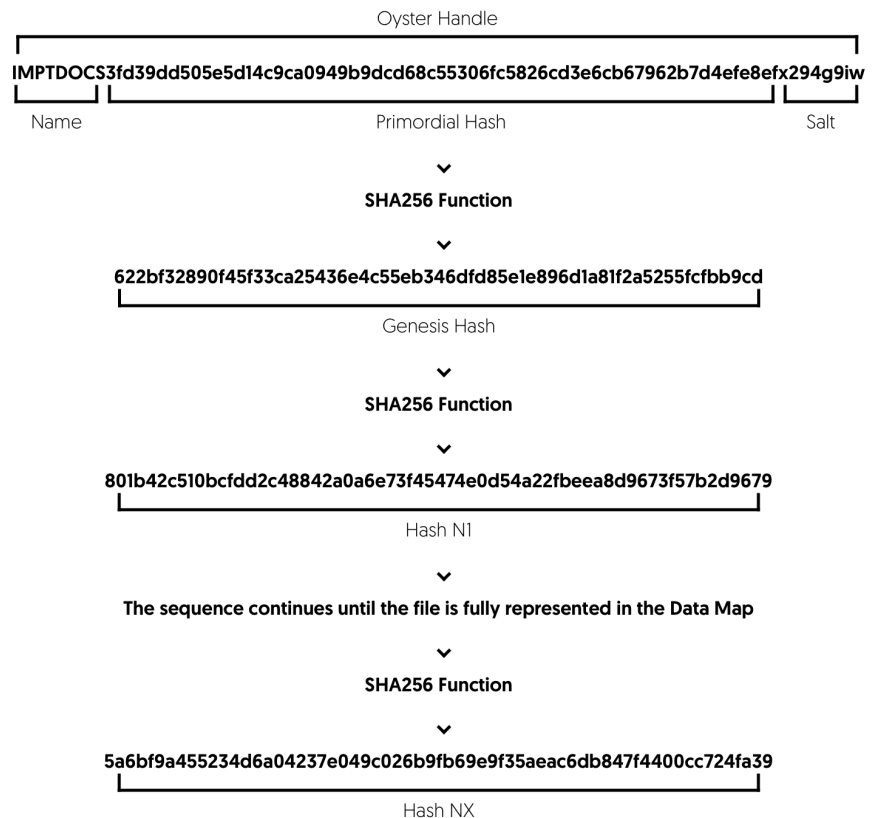 Oyster Handle
IMPTDOCS3fd39dd505e5d14c9ca0949b9dcd68c55306fc5826cd3e6cb67962b7d4efe8efx294g9iw
Name Primordial Hash Salt
SHA256 Function
622bf32890f45f33ca25436e4c55eb346dfd85e1e896d1a81f2a5255fcfbb9cd
Genesis Hash
SHA256 Function
801b42c510bcfdd2c48842a0a6e73f45474e0d54a22fbeea8d9673f57b2d9679
Hash N1
The sequence continues until the file is fully represented in the Data Map
SHA256 Function
5a6bf9a455234d6a04237e049c026b9fb69e9f35aeac6db847f4400cc724fa39
Hash NX